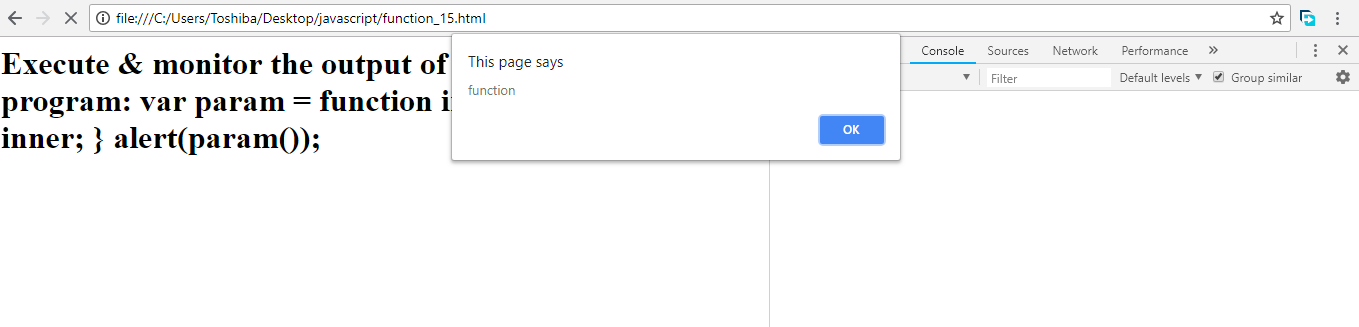 file:///C:/Users/Toshiba/Desktop/javascript/function_15.html
This page says
function
OK
Console Sources Network Performance »
Filter Default levels ▼ Group similar
Execute & monitor the output of
program: var param = function
inner; } alert(param());